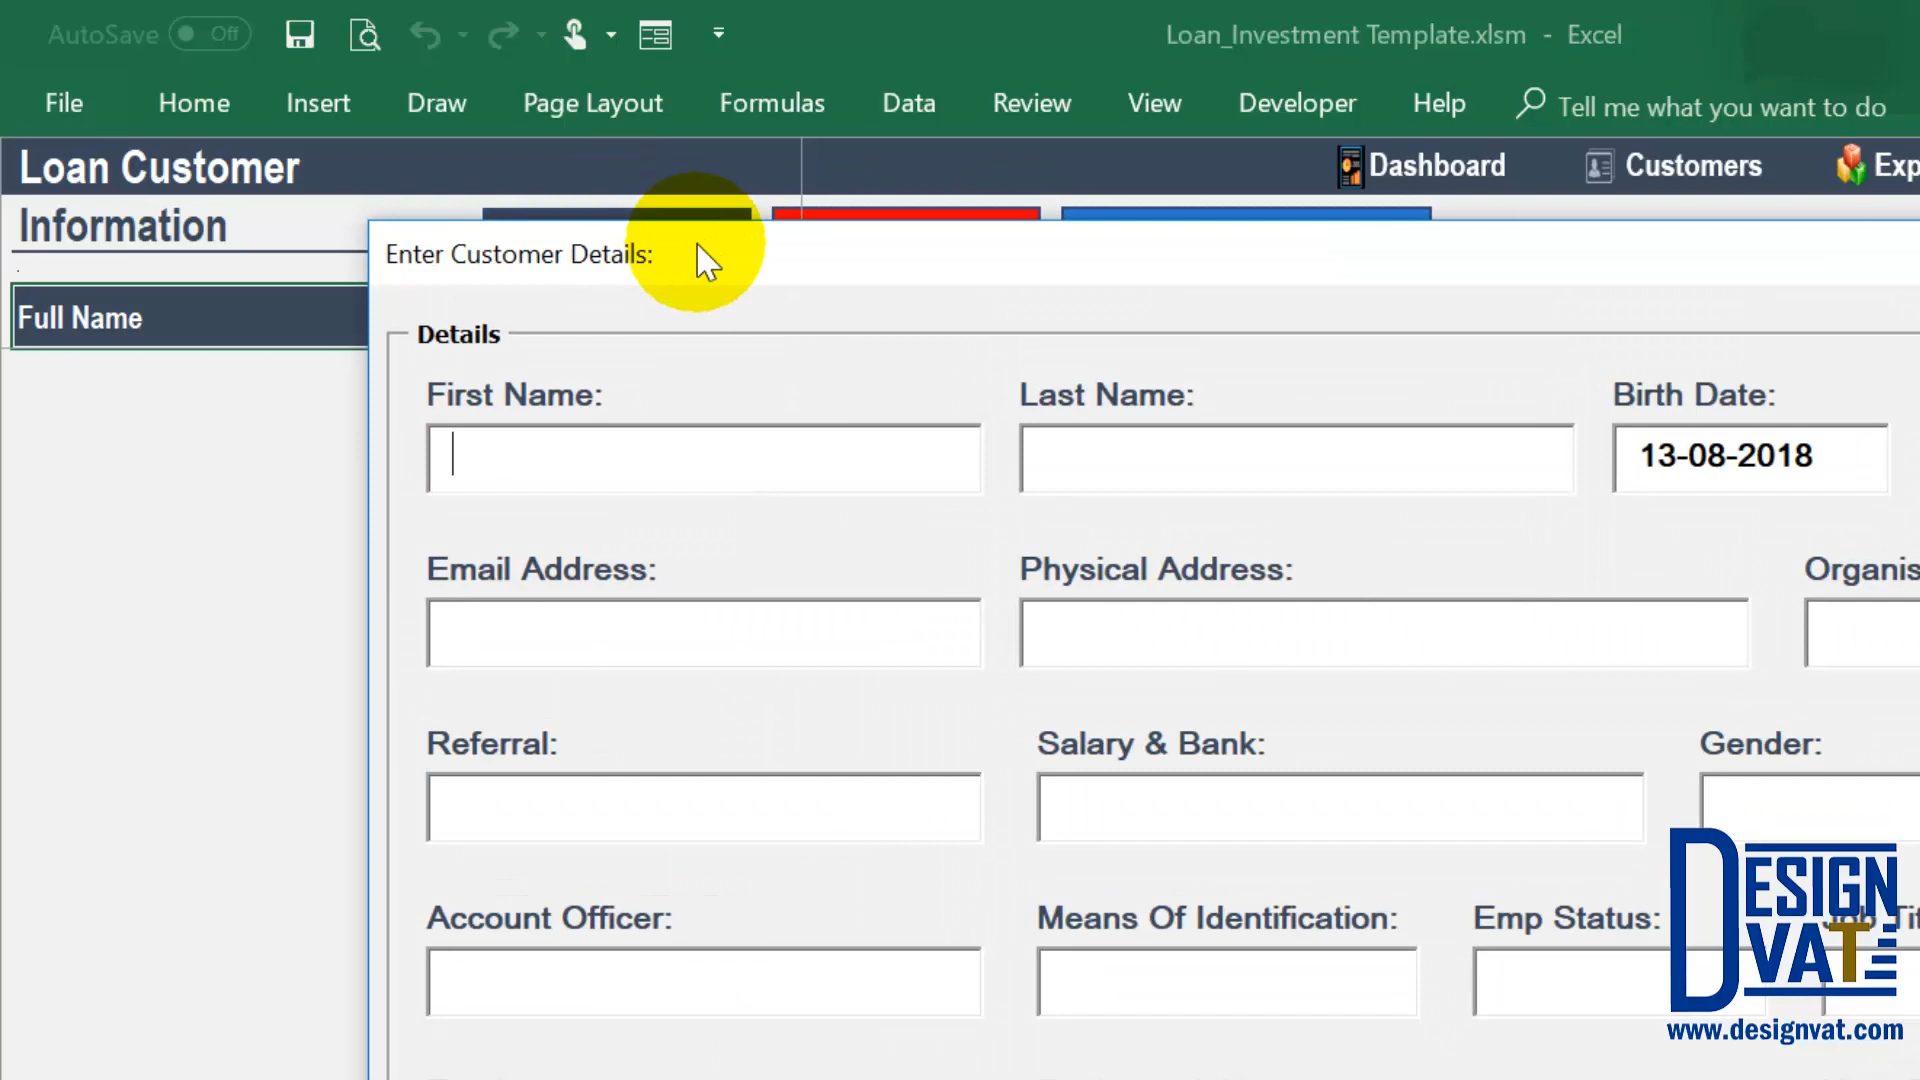 AutoSave Off
Loan_Investment Template.xlsm - Excel
File Home Insert Draw Page Layout Formulas Data Review View Developer Help Tell me what you want to do
Loan Customer
Dashboard Customers Exp
Information
Enter Customer Details:
Full Name
Details
First Name: Last Name: Birth Date:
13-08-2018
Email Address: Physical Address: Organis
Referral: Salary & Bank: Gender:
Account Officer: Means Of Identification: Emp Status: Job Tit
DESIGN
VAT
www.designvat.com